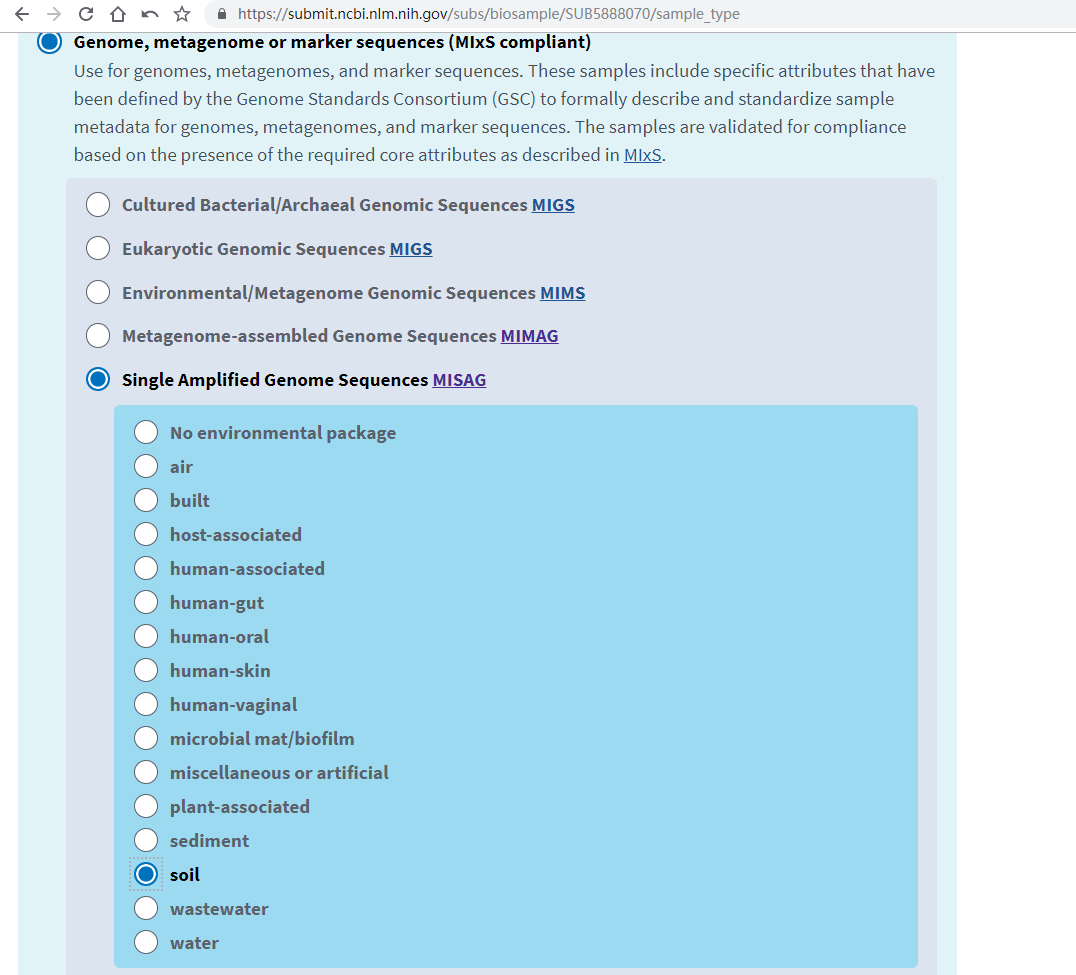 https://submit.ncbi.nlm.nih.gov/subs/biosample/SUB5888070/sample_type
Genome, metagenome or marker sequences (MIxS compliant)
Use for genomes, metagenomes, and marker sequences. These samples include specific attributes that have
been defined by the Genome Standards Consortium (GSC) to formally describe and standardize sample
metadata for genomes, metagenomes, and marker sequences. The samples are validated for compliance
based on the presence of the required core attributes as described in MIxS.
Cultured Bacterial/Archaeal Genomic Sequences MIGS
Eukaryotic Genomic Sequences MIGS
Environmental/Metagenome Genomic Sequences MIMS
Metagenome-assembled Genome Sequences MIMAG
Single Amplified Genome Sequences MISAG
No environmental package
air
built
host-associated
human-associated
human-gut
human-oral
human-skin
human-vaginal
microbial mat/biofilm
miscellaneous or artificial
plant-associated
sediment
soil
wastewater
water